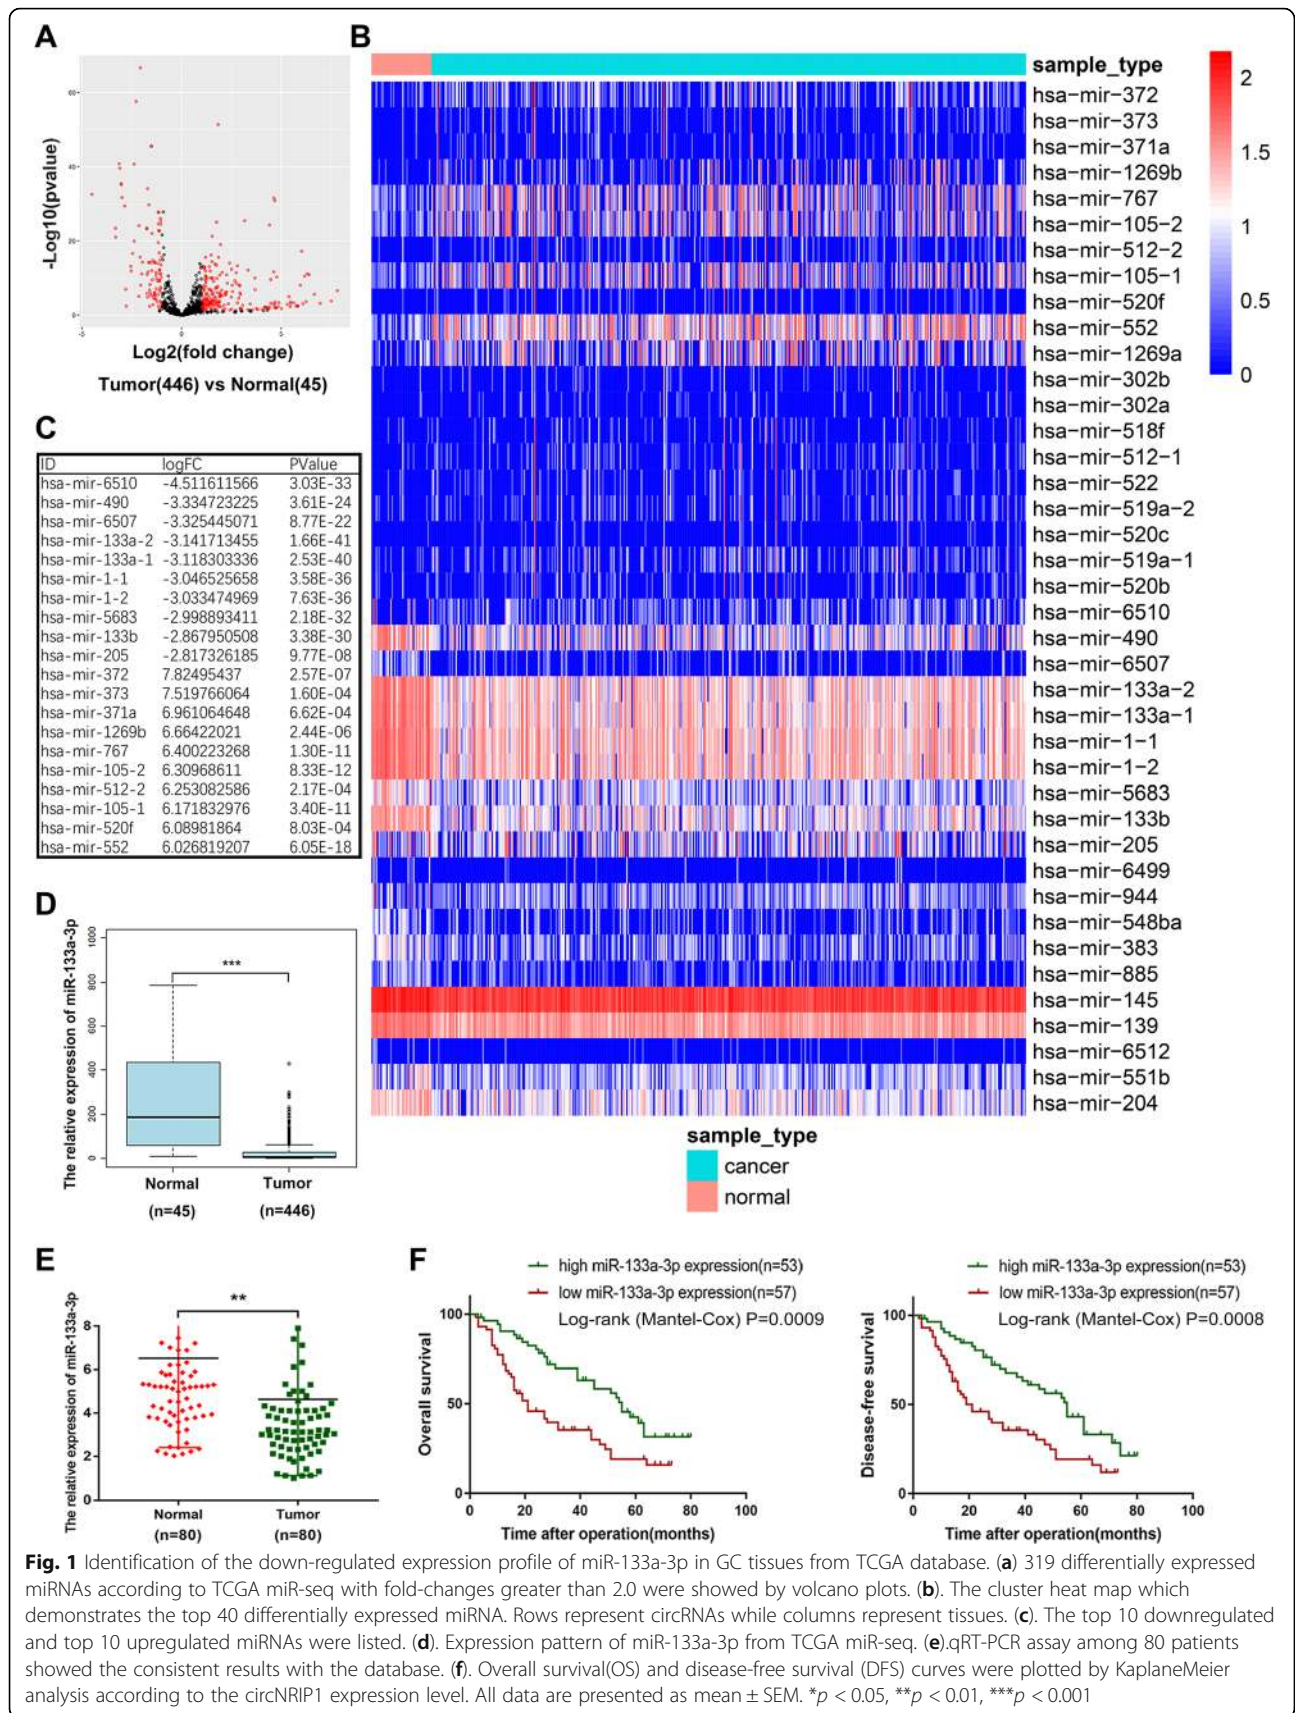 A
-Log10(pvalue)
60
40
20
0
-5
0
5
Log2(fold change)
Tumor(446) vs Normal(45)
B
sample_type
hsa-mir-372
hsa-mir-373
hsa-mir-371a
hsa-mir-1269b
hsa-mir-767
hsa-mir-105-2
hsa-mir-512-2
hsa-mir-105-1
hsa-mir-520f
hsa-mir-552
hsa-mir-1269a
hsa-mir-302b
hsa-mir-302a
hsa-mir-518f
hsa-mir-512-1
hsa-mir-522
hsa-mir-519a-2
hsa-mir-520c
hsa-mir-519a-1
hsa-mir-520b
hsa-mir-6510
hsa-mir-490
hsa-mir-6507
hsa-mir-133a-2
hsa-mir-133a-1
hsa-mir-1-1
hsa-mir-1-2
hsa-mir-5683
hsa-mir-133b
hsa-mir-205
hsa-mir-6499
hsa-mir-944
hsa-mir-548ba
hsa-mir-383
hsa-mir-885
hsa-mir-145
hsa-mir-139
hsa-mir-6512
hsa-mir-551b
hsa-mir-204
2
1.5
1
0.5
0
sample_type
cancer
normal
C
ID logFC PValue
hsa-mir-6510 -4.511611566 3.03E-33
hsa-mir-490 -3.334723225 3.61E-24
hsa-mir-6507 -3.325445071 8.77E-22
hsa-mir-133a-2 -3.141713455 1.66E-41
hsa-mir-133a-1 -3.118303336 2.53E-40
hsa-mir-1-1 -3.046525658 3.58E-36
hsa-mir-1-2 -3.033474969 7.63E-36
hsa-mir-5683 -2.998893411 2.18E-32
hsa-mir-133b -2.867950508 3.38E-30
hsa-mir-205 -2.817326185 9.77E-08
hsa-mir-372 7.82495437 2.57E-07
hsa-mir-373 7.519766064 1.60E-04
hsa-mir-371a 6.961064648 6.62E-04
hsa-mir-1269b 6.66422021 2.44E-06
hsa-mir-767 6.400223268 1.30E-11
hsa-mir-105-2 6.30968611 8.33E-12
hsa-mir-512-2 6.253082586 2.17E-04
hsa-mir-105-1 6.171832976 3.40E-11
hsa-mir-520f 6.08981864 8.03E-04
hsa-mir-552 6.026819207 6.05E-18
D
The relative expression of miR-133a-3p
1000
800
600
400
200
0
***
Normal Tumor
(n=45) (n=446)
E
The relative expression of miR-133a-3p
8
6
4
2
0
**
Normal Tumor
(n=80) (n=80)
F
high miR-133a-3p expression(n=53)
low miR-133a-3p expression(n=57)
Log-rank (Mantel-Cox) P=0.0009
Overall survival
100
50
0
0 20 40 60 80 100
Time after operation(months)
high miR-133a-3p expression(n=53)
low miR-133a-3p expression(n=57)
Log-rank (Mantel-Cox) P=0.0008
Disease-free survival
100
50
0
0 20 40 60 80 100
Time after operation(months)
Fig. 1 Identification of the down-regulated expression profile of miR-133a-3p in GC tissues from TCGA database. (a) 319 differentially expressed
miRNAs according to TCGA miR-seq with fold-changes greater than 2.0 were showed by volcano plots. (b). The cluster heat map which
demonstrates the top 40 differentially expressed miRNA. Rows represent circRNAs while columns represent tissues. (c). The top 10 downregulated
and top 10 upregulated miRNAs were listed. (d). Expression pattern of miR-133a-3p from TCGA miR-seq. (e).qRT-PCR assay among 80 patients
showed the consistent results with the database. (f). Overall survival(OS) and disease-free survival (DFS) curves were plotted by KaplaneMeier
analysis according to the circNRIP1 expression level. All data are presented as mean ± SEM. *p < 0.05, **p < 0.01, ***p < 0.001